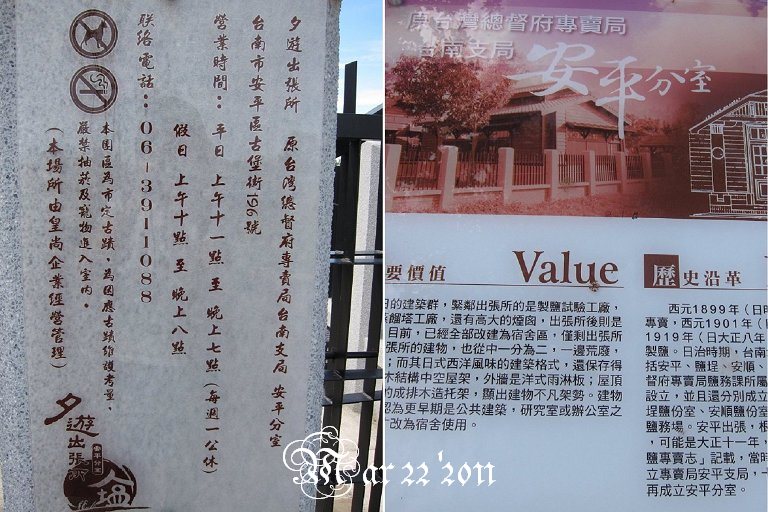 夕遊出張所 原台灣總督府專賣局台南支局 安平分室
台南市安平區古堡街196號
營業時間：平日 上午十一點 至 晚上七點（每週一公休）
假日 上午十點 至 晚上八點
聯絡電話：06-3911088
本園區為市定古蹟，為因應古蹟維護考量，
嚴禁抽菸及寵物進入室內。
（本場所由皇尚企業經營管理）
夕遊出張所
安平分室
鹽
原台灣總督府專賣局
台南支局
安平分室
要價值 Value
的建築群，緊鄰出張所的是製鹽試驗工廠，
塔工廠，還有高大的煙囪，出張所後則是
目前，已經全部改建為宿舍區，僅剩出張所
張所的建物，也從中一分為二，一邊荒廢，
；而其日式西洋風味的建築格式，還保存得
木結構中空屋架，外牆是洋式雨淋板；屋頂
的成排木造托架，顯出建物不凡架勢。建物
認為更早期是公共建築，研究室或辦公室之
改為宿舍使用。
歷史沿革
西元1899年（日明
專賣，西元1901年（日
1919年（日大正八年
製鹽。日治時期，台南
括安平、鹽埕、安順、
督府專賣局鹽務課所屬
設立，並且還分別成立
埕鹽份室、安順鹽份室
鹽務場。安平出張，根
，可能是大正十一年，
鹽專賣志」記載，當時
立專賣局安平支局，十
再成立安平分室。
Mar 22'2011